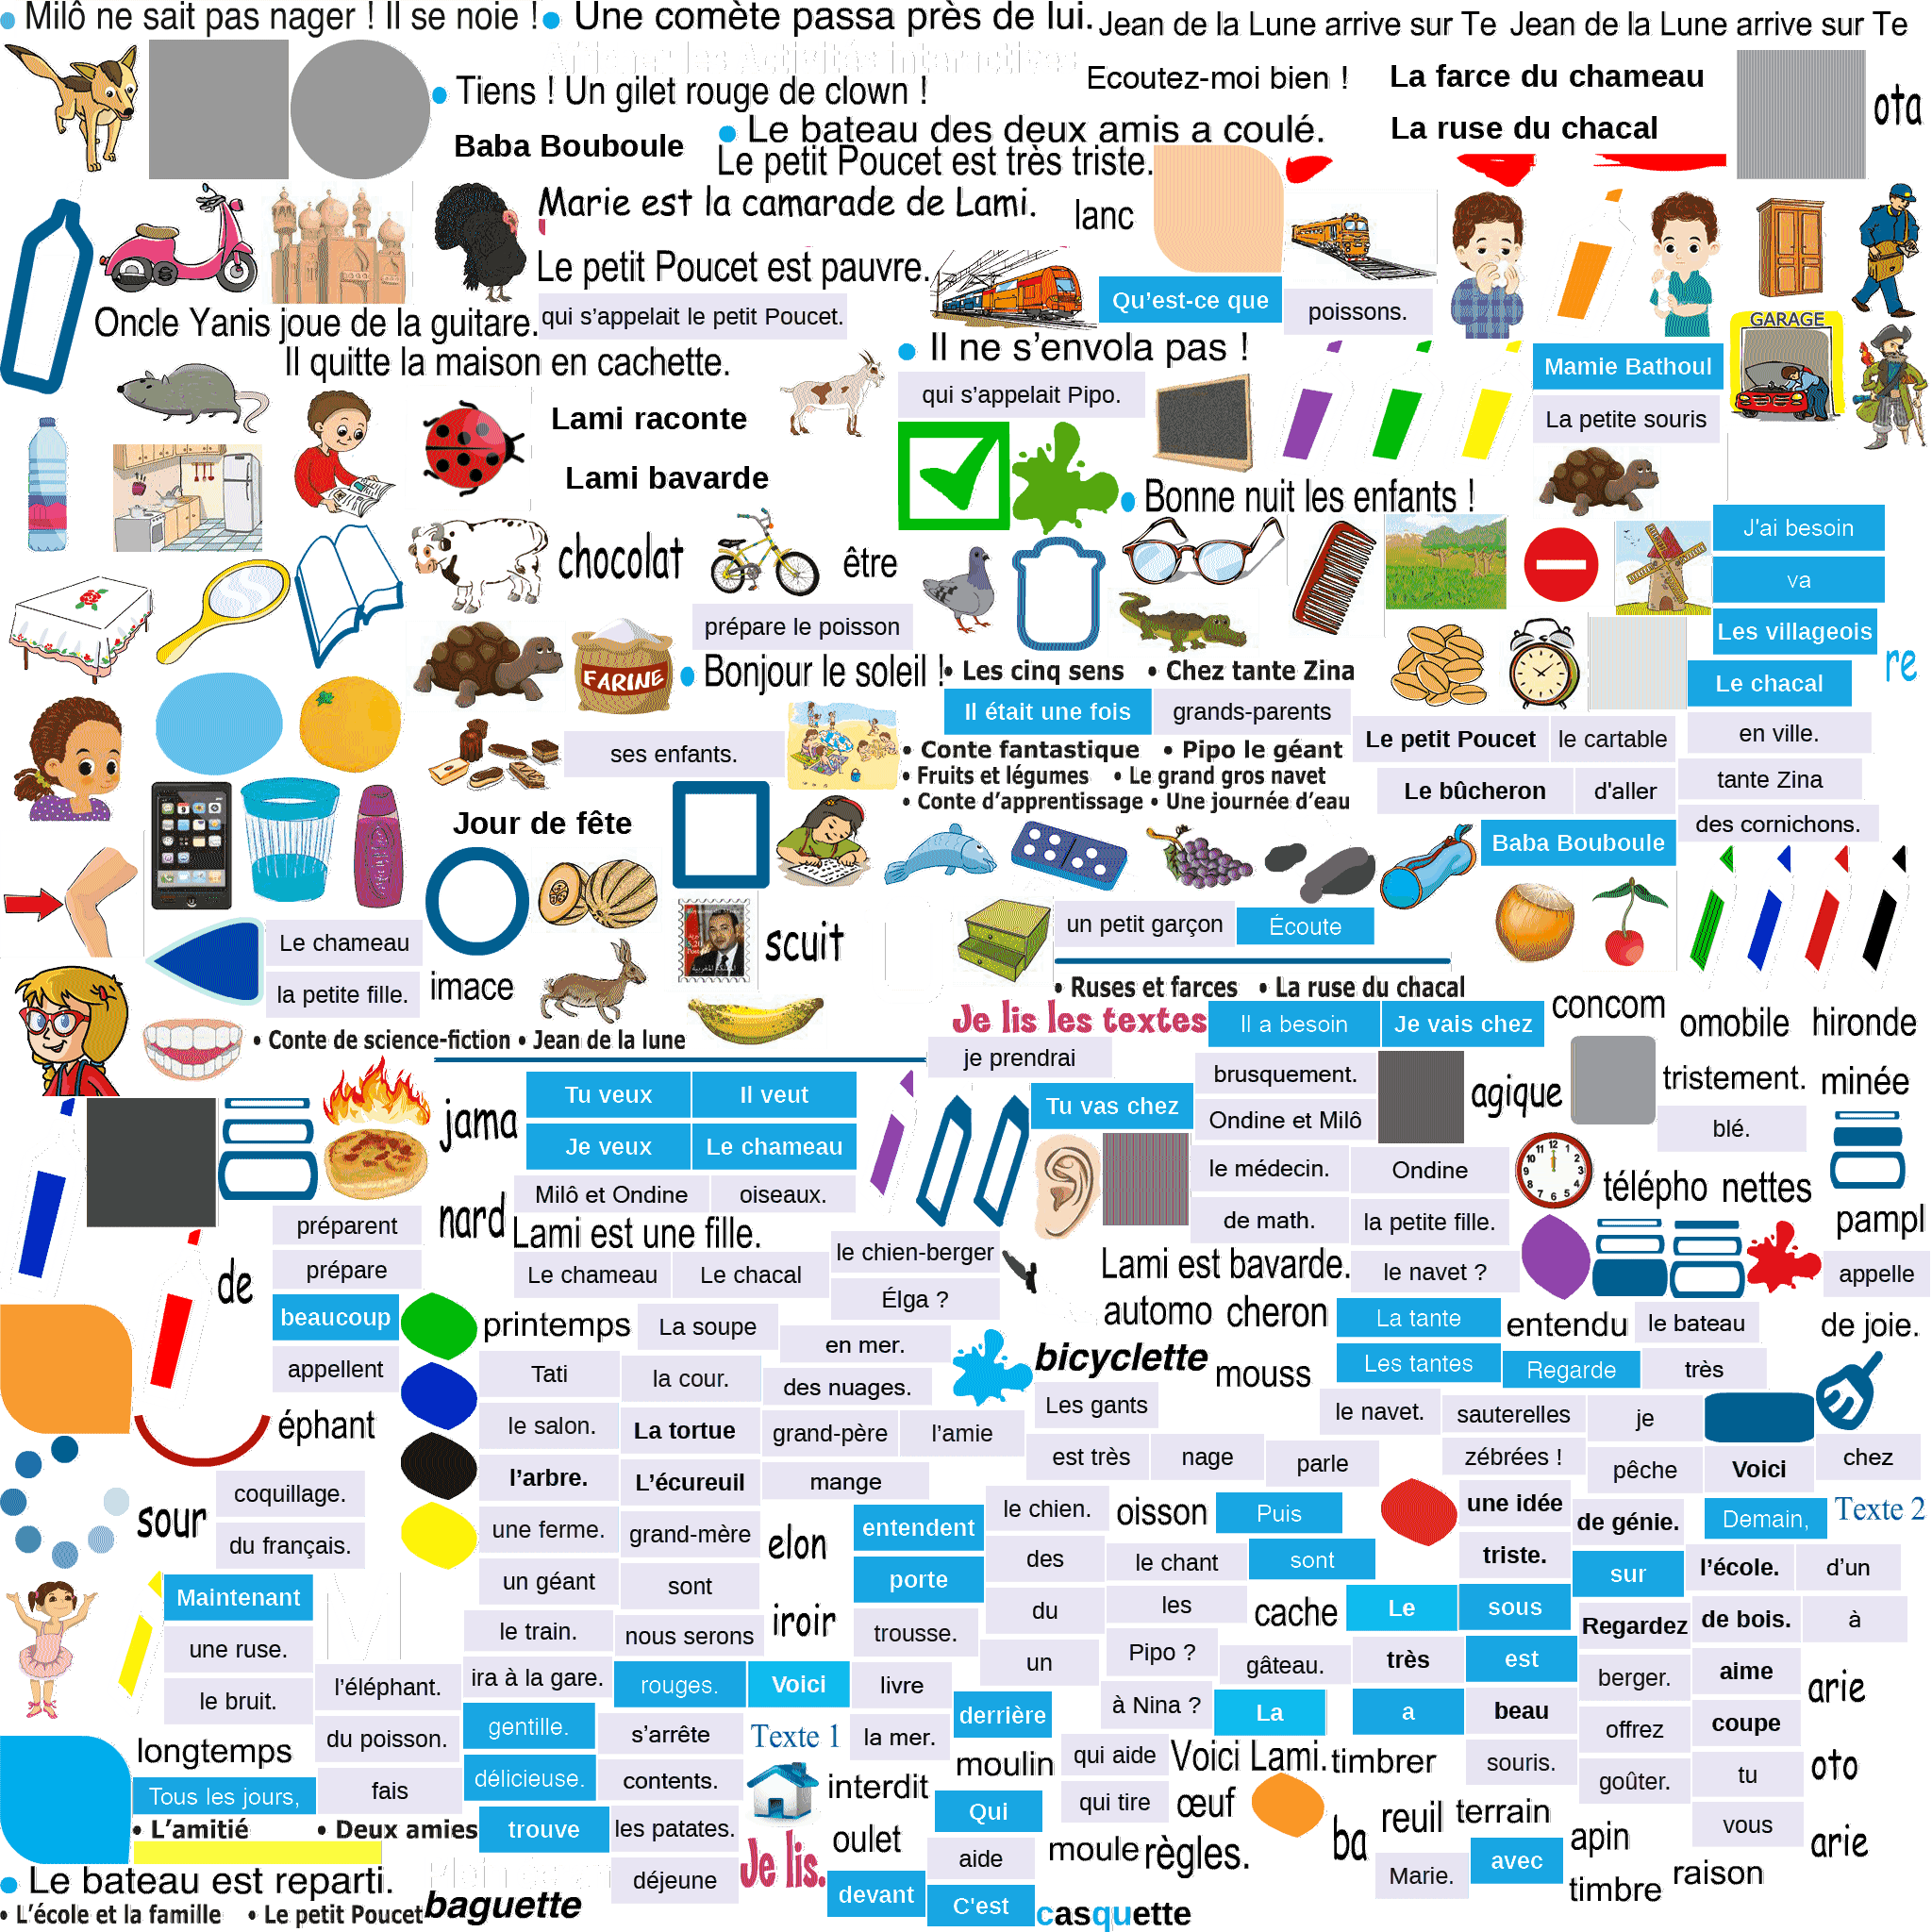 Milô ne sait pas nager ! Il se noie !
Une comète passa près de lui.
Jean de la Lune arrive sur Te
Jean de la Lune arrive sur Te
Afficher les Activités interactives
Tiens ! Un gilet rouge de clown !
Ecoutez-moi bien !
La farce du chameau
ota
Baba Bouboule
Le bateau des deux amis a coulé.
La ruse du chacal
Le petit Poucet est très triste.
Marie est la camarade de Lami.
lanc
Le petit Poucet est pauvre.
Qu’est-ce que
poissons.
Oncle Yanis joue de la guitare.
qui s’appelait le petit Poucet.
GARAGE
Il quitte la maison en cachette.
Il ne s’envola pas !
Mamie Bathoul
qui s’appelait Pipo.
La petite souris
Lami raconte
Lami bavarde
Bonne nuit les enfants !
J'ai besoin
chocolat
être
va
prépare le poisson
Les villageois
re
FARINE
Bonjour le soleil !
• Les cinq sens
• Chez tante Zina
Le chacal
Il était une fois
grands-parents
Le petit Poucet
le cartable
en ville.
ses enfants.
• Conte fantastique
• Pipo le géant
• Fruits et légumes
• Le grand gros navet
tante Zina
• Conte d’apprentissage
• Une journée d’eau
Le bûcheron
d'aller
Jour de fête
des cornichons.
Baba Bouboule
un petit garçon
Écoute
Le chameau
scuit
la petite fille.
imace
• Ruses et farces
• La ruse du chacal
• Conte de science-fiction
• Jean de la lune
Je lis les textes
Il a besoin
Je vais chez
concom
omobile
hironde
je prendrai
brusquement.
tristement.
minée
Tu veux
Il veut
Tu vas chez
Ondine et Milô
agique
blé.
jama
Je veux
Le chameau
le médecin.
Ondine
Milô et Ondine
oiseaux.
télépho
nettes
préparent
nard
Lami est une fille.
de math.
la petite fille.
pampl
prépare
de
Le chameau
Le chacal
le chien-berger
Lami est bavarde.
le navet ?
appelle
Élga ?
beaucoup
printemps
La soupe
automo
cheron
La tante
entendu
le bateau
de joie.
en mer.
appellent
Tati
la cour.
bicyclette
mouss
Les tantes
Regarde
très
des nuages.
éphant
le salon.
La tortue
grand-père
l’amie
Les gants
le navet.
sauterelles
je
l’arbre.
L’écureuil
mange
est très
nage
parle
zébrées !
pêche
Voici
chez
coquillage.
sour
du français.
une ferme.
grand-mère
elon
entendent
le chien.
oisson
Puis
une idée
de génie.
Demain,
Texte 2
un géant
sont
porte
des
le chant
sont
triste.
sur
l’école.
d’un
Maintenant
le train.
nous serons
iroir
trousse.
du
les
cache
Le
sous
Regardez
de bois.
à
une ruse.
le bruit.
l’éléphant.
ira à la gare.
rouges.
Voici
livre
un
Pipo ?
gâteau.
très
est
berger.
aime
arie
du poisson.
gentille.
s’arrête
Texte 1
la mer.
derrière
à Nina ?
La
a
beau
offrez
coupe
longtemps
Tous les jours,
fais
délicieuse.
contents.
interdit
moulin
qui aide
Voici Lami.
timbrer
souris.
goûter.
tu
oto
• L’amitié
• Deux amies
trouve
les patates.
Je lis.
oulet
Qui
qui tire
œuf
ba
reuil
terrain
apin
vous
arie
Le bateau est reparti.
déjeune
aide
moule
règles.
Marie.
avec
timbre
raison
• L’école et la famille
• Le petit Poucet
baguette
devant
C'est
casquette